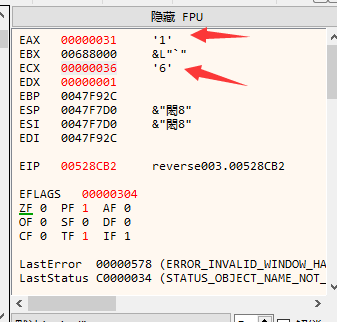 隐藏 FPU
EAX 00000031 '1'
EBX 00688000 &L"`"
ECX 00000036 '6'
EDX 00000001
EBP 0047F92C
ESP 0047F7D0 &"閣8"
ESI 0047F7D0 &"閣8"
EDI 0047F92C
EIP 00528CB2 reverse003.00528CB2
EFLAGS 00000304
ZF 0 PF 1 AF 0
OF 0 SF 0 DF 0
CF 0 TF 1 IF 1
LastError 00000578 (ERROR_INVALID_WINDOW_HA
LastStatus C0000034 (STATUS_OBJECT_NAME_NOT_